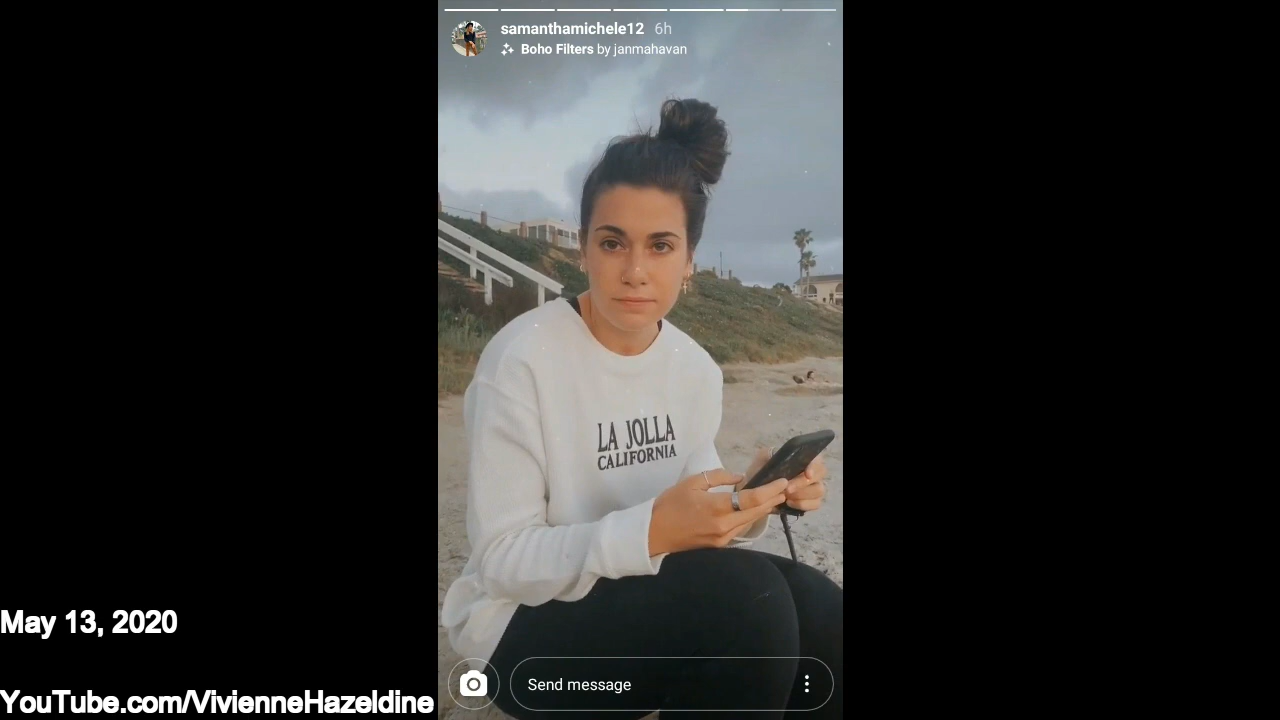 samanthamichele12 6h
Boho Filters by janmahavan
LA JOLLA
CALIFORNIA
Send message
May 13, 2020
YouTube.com/VivienneHazeldine